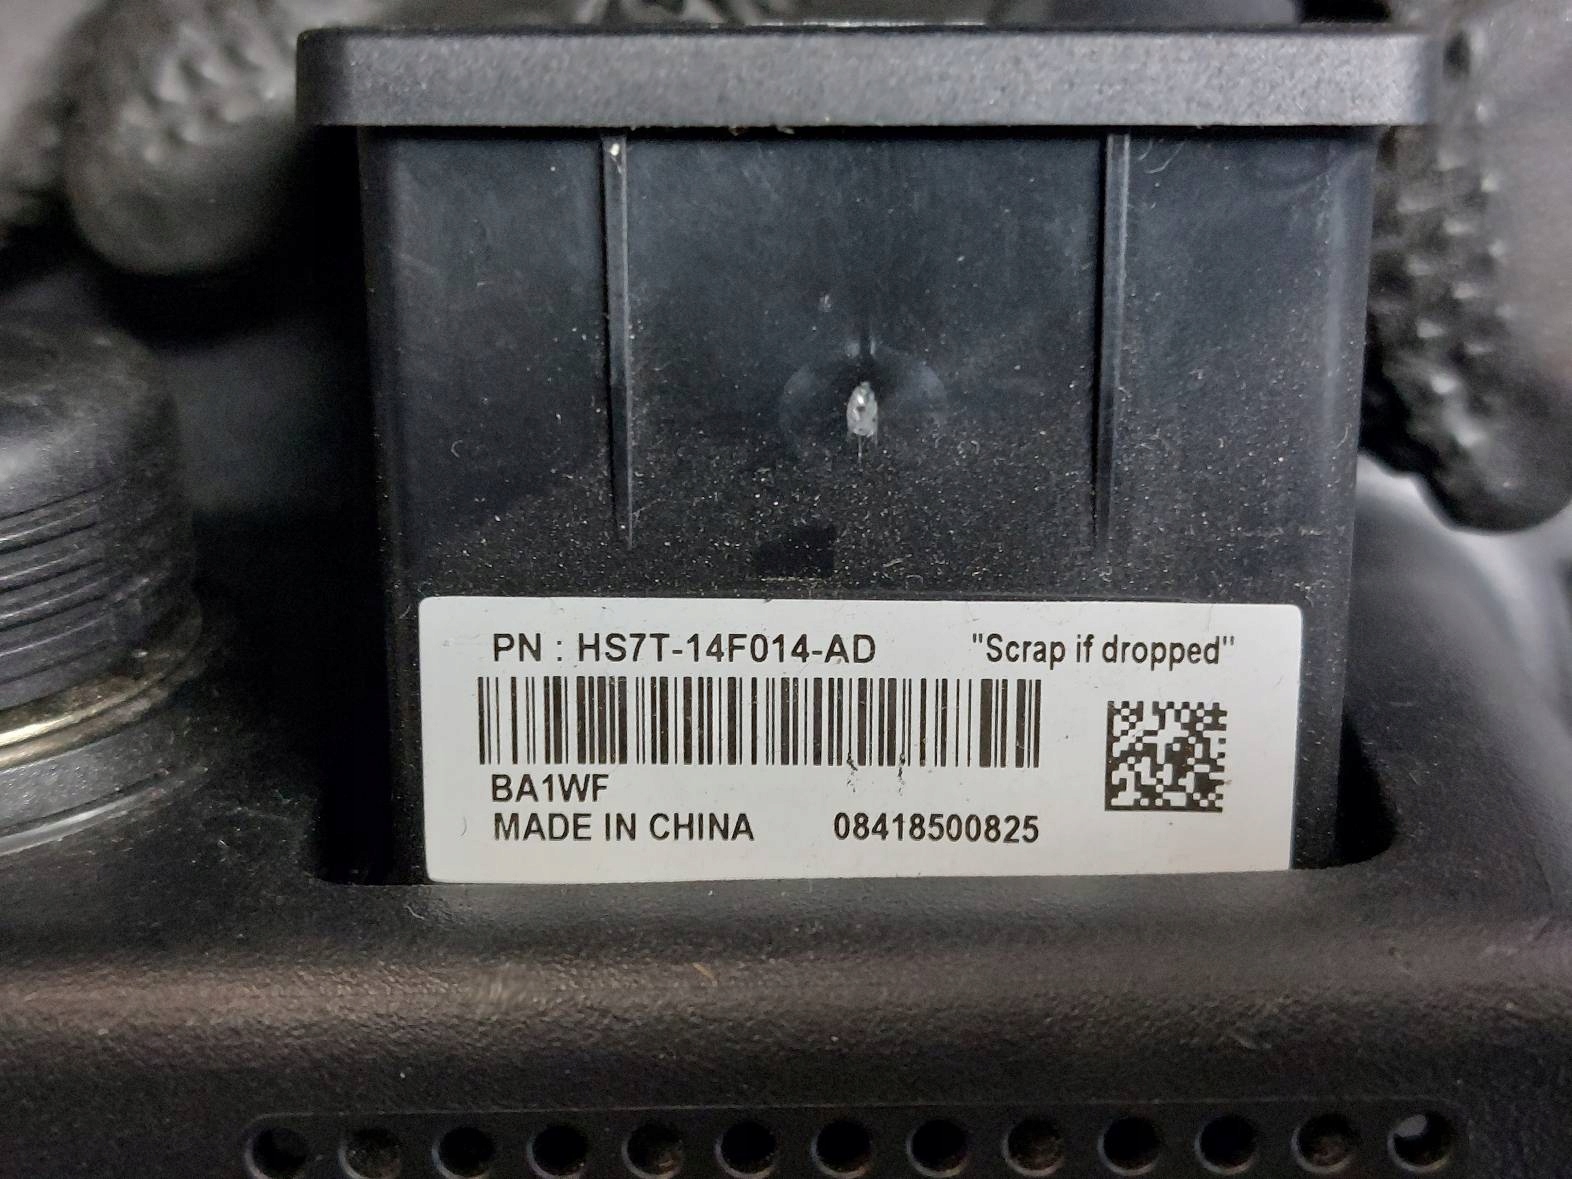 PN : HS7T-14F014-AD "Scrap if dropped"
BA1WF
MADE IN CHINA 08418500825